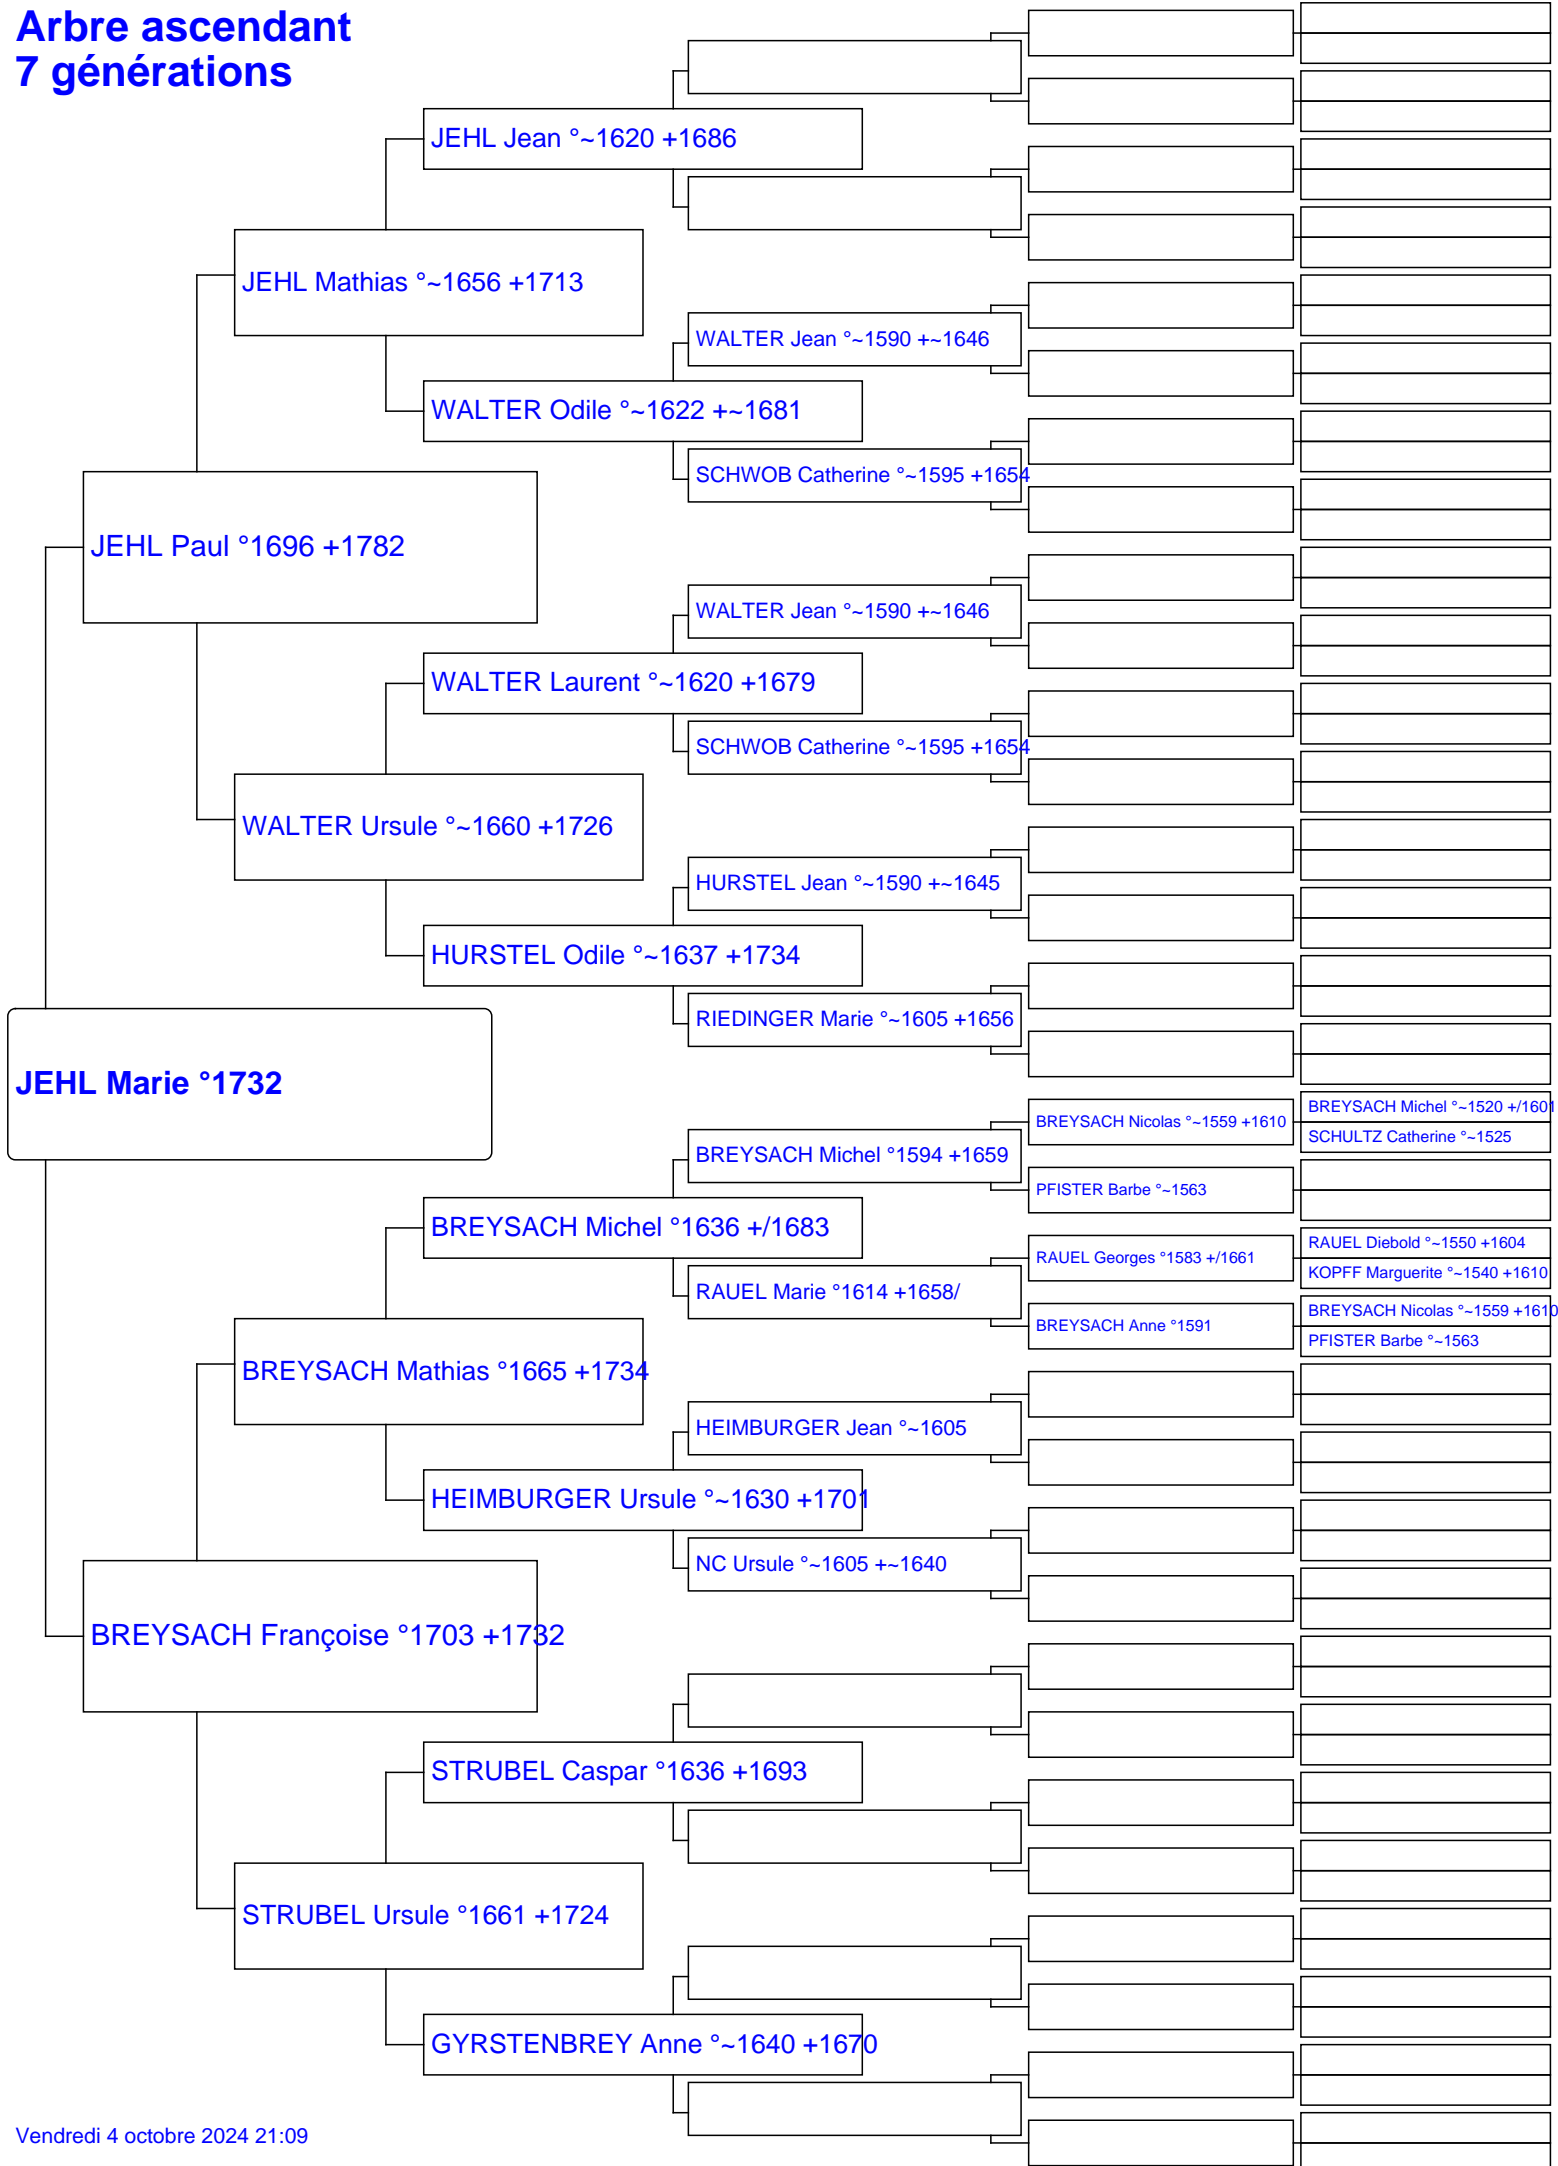 Arbre ascendant
7 générations
JEHL Jean °~1620 +1686
JEHL Mathias °~1656 +1713
WALTER Jean °~1590 +~1646
WALTER Odile °~1622 +~1681
SCHWOB Catherine °~1595 +1654
JEHL Paul °1696 +1782
WALTER Jean °~1590 +~1646
WALTER Laurent °~1620 +1679
SCHWOB Catherine °~1595 +1654
WALTER Ursule °~1660 +1726
HURSTEL Jean °~1590 +~1645
HURSTEL Odile °~1637 +1734
RIEDINGER Marie °~1605 +1656
JEHL Marie °1732
BREYSACH Michel °~1520 +/1601
BREYSACH Nicolas °~1559 +1610
SCHULTZ Catherine °~1525
BREYSACH Michel °1594 +1659
PFISTER Barbe °~1563
BREYSACH Michel °1636 +/1683
RAUEL Diebold °~1550 +1604
RAUEL Georges °1583 +/1661
KOPFF Marguerite °~1540 +1610
RAUEL Marie °1614 +1658/
BREYSACH Nicolas °~1559 +1610
BREYSACH Anne °1591
PFISTER Barbe °~1563
BREYSACH Mathias °1665 +1734
HEIMBURGER Jean °~1605
HEIMBURGER Ursule °~1630 +1701
NC Ursule °~1605 +~1640
BREYSACH Françoise °1703 +1732
STRUBEL Caspar °1636 +1693
STRUBEL Ursule °1661 +1724
GYRSTENBREY Anne °~1640 +1670
Vendredi 4 octobre 2024 21:09